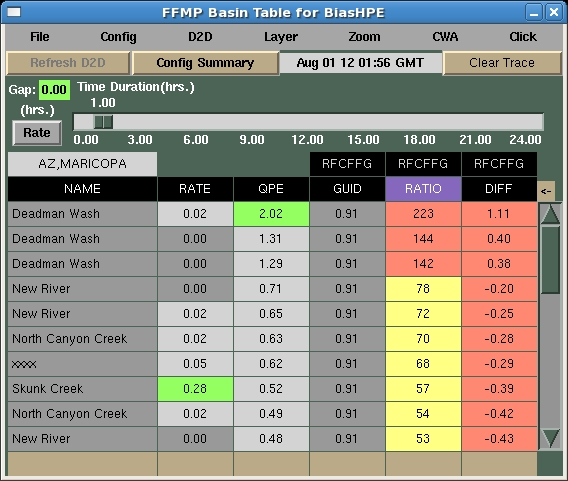 FFMP Basin Table for BiasHPE
File Config D2D Layer Zoom CWA Click
Refresh D2D Config Summary Aug 01 12 01:56 GMT Clear Trace
Gap: 0.00 Time Duration(hrs.)
(hrs.) 1.00
Rate
0.00 3.00 6.00 9.00 12.00 15.00 18.00 21.00 24.00
AZ,MARICOPA RFCFFG RFCFFG RFCFFG
NAME RATE QPE GUID RATIO DIFF <-
Deadman Wash 0.02 2.02 0.91 223 1.11
Deadman Wash 0.00 1.31 0.91 144 0.40
Deadman Wash 0.00 1.29 0.91 142 0.38
New River 0.00 0.71 0.91 78 -0.20
New River 0.02 0.65 0.91 72 -0.25
North Canyon Creek 0.02 0.63 0.91 70 -0.28
xxxx 0.05 0.62 0.91 68 -0.29
Skunk Creek 0.28 0.52 0.91 57 -0.39
North Canyon Creek 0.02 0.49 0.91 54 -0.42
New River 0.00 0.48 0.91 53 -0.43